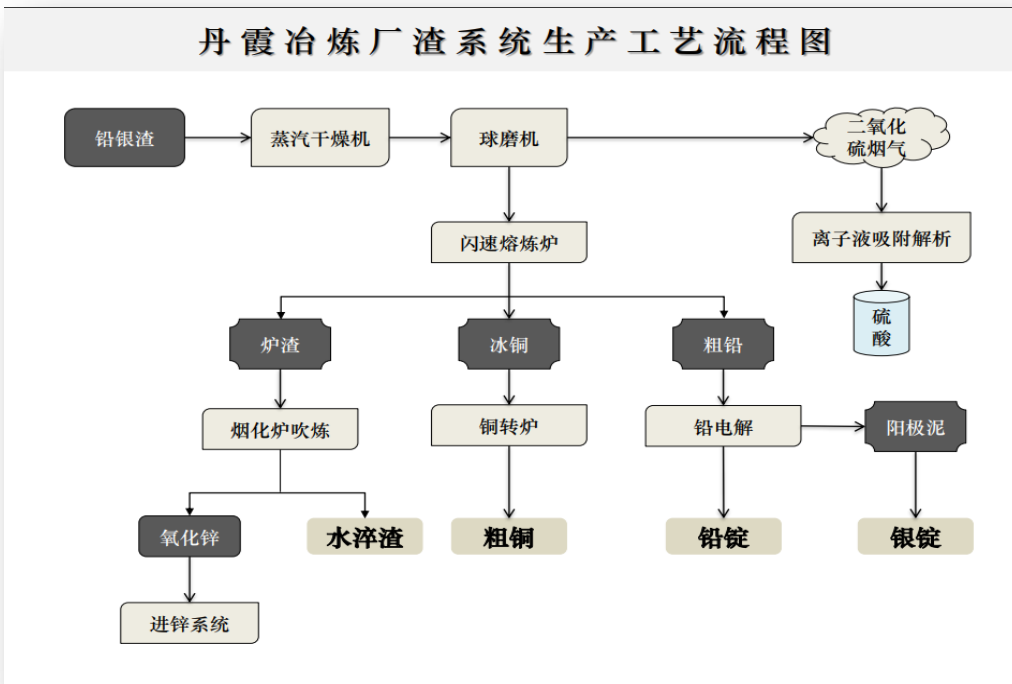 丹霞冶炼厂渣系统生产工艺流程图
铅银渣
蒸汽干燥机
球磨机
二氧化
硫烟气
闪速熔炼炉
离子液吸附解析
炉渣
冰铜
粗铅
硫
酸
烟化炉吹炼
铜转炉
铅电解
阳极泥
氧化锌
水淬渣
粗铜
铅锭
银锭
进锌系统